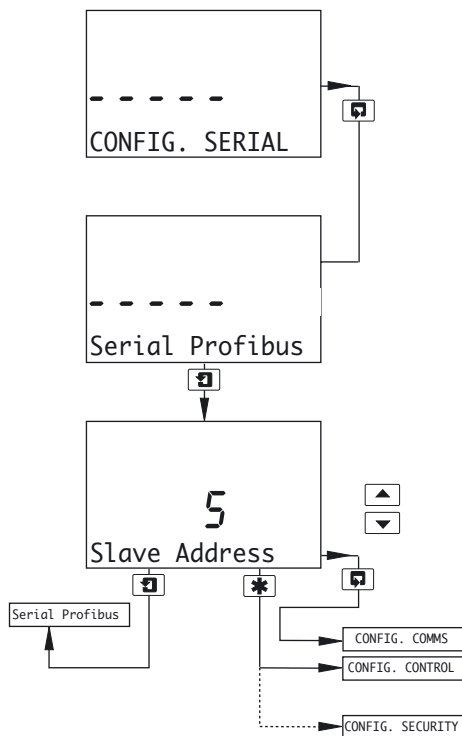 - - - - -
CONFIG. SERIAL
- - - - -
Serial Profibus
5
Slave Address
Serial Profibus
CONFIG. COMMS
CONFIG. CONTROL
CONFIG. SECURITY